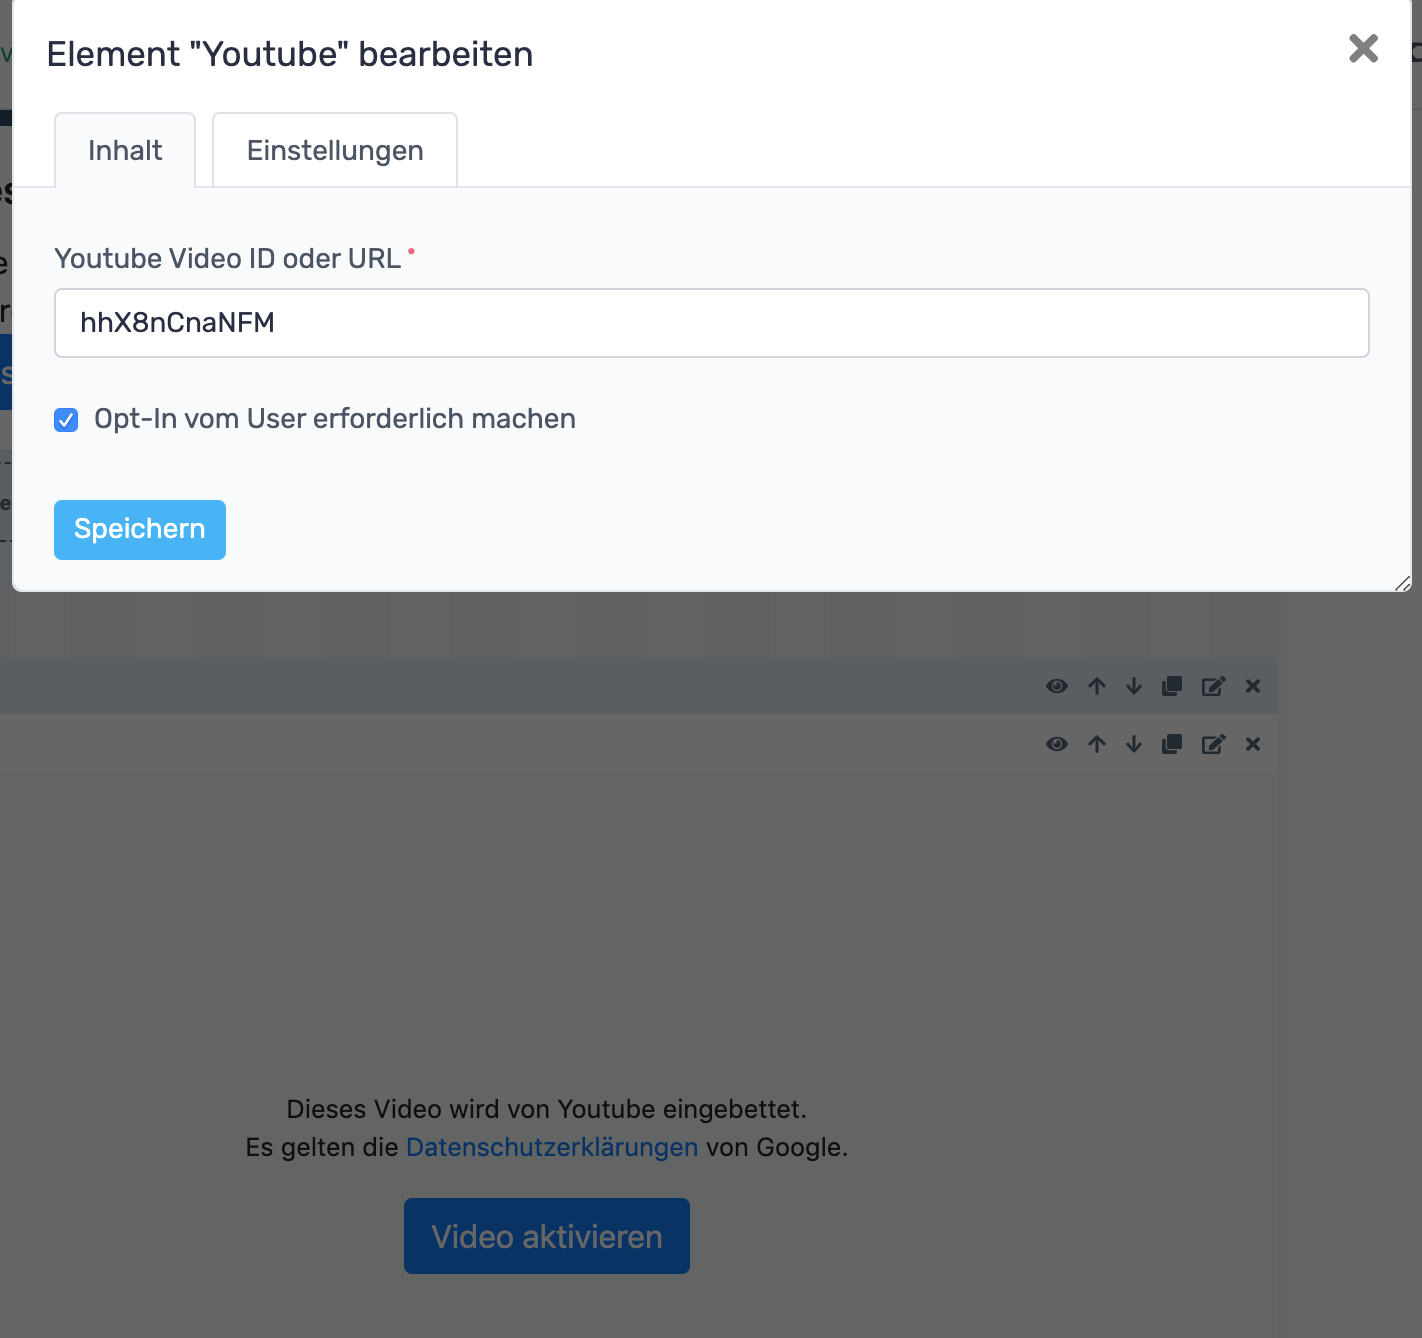 Element "Youtube" bearbeiten
Inhalt
Einstellungen
Youtube Video ID oder URL *
hhX8nCnaNFM
Opt-In vom User erforderlich machen
Speichern
Dieses Video wird von Youtube eingebettet.
Es gelten die Datenschutzerklärungen von Google.
Video aktivieren